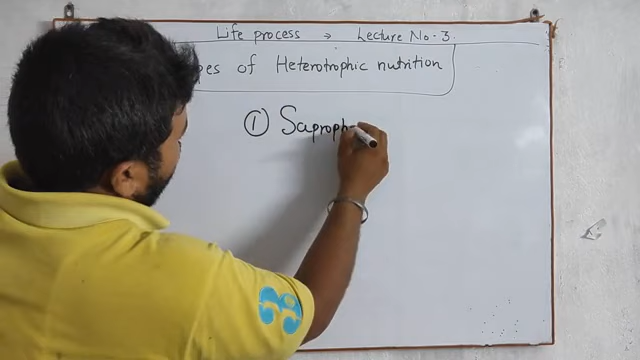 Life process → Lecture No. 3.
pes of Heterotrophic nutrition
① Saproph